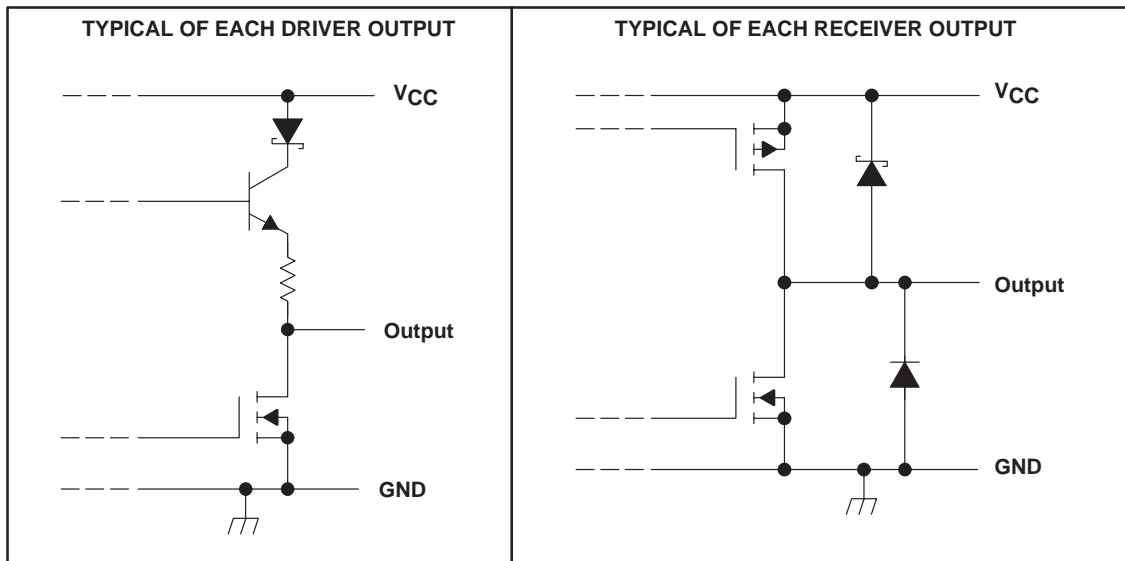 TYPICAL OF EACH DRIVER OUTPUT
VCC
Output
GND
TYPICAL OF EACH RECEIVER OUTPUT
VCC
Output
GND